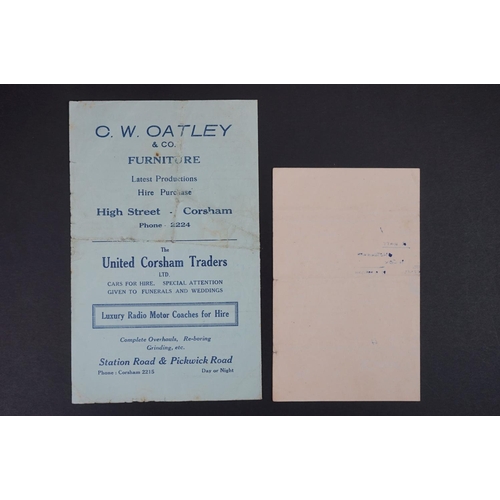 C. W. OATLEY
& CO.
FURNITURE
Latest Productions
Hire Purchase
High Street - Corsham
Phone : 2224
The
United Corsham Traders
LTD.
CARS FOR HIRE, SPECIAL ATTENTION
GIVEN TO FUNERALS AND WEDDINGS
Luxury Radio Motor Coaches for Hire
Complete Overhauls, Re-boring
Grinding, etc.
Station Road & Pickwick Road
Phone : Corsham 2215 Day or Night